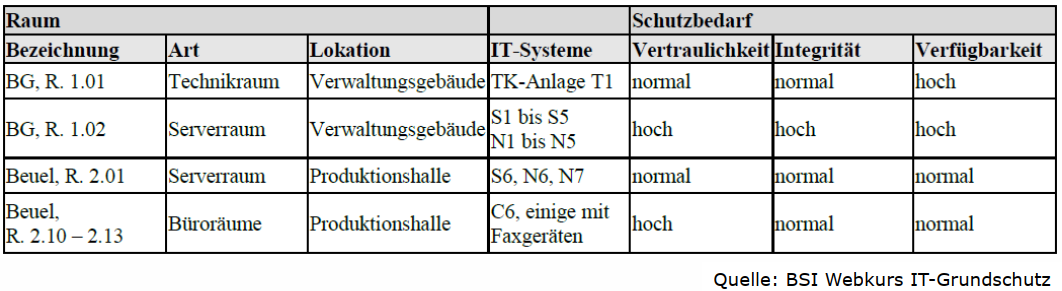 Raum Schutzbedarf
Bezeichnung Art Lokation IT-Systeme Vertraulichkeit Integrität Verfügbarkeit
BG, R. 1.01 Technikraum Verwaltungsgebäude TK-Anlage T1 normal normal hoch
BG, R. 1.02 Serverraum Verwaltungsgebäude S1 bis S5 hoch hoch hoch
N1 bis N5
Beuel, R. 2.01 Serverraum Produktionshalle S6, N6, N7 normal normal normal
Beuel, Büroräume Produktionshalle C6, einige mit hoch normal normal
R. 2.10 – 2.13 Faxgeräten
Quelle: BSI Webkurs IT-Grundschutz